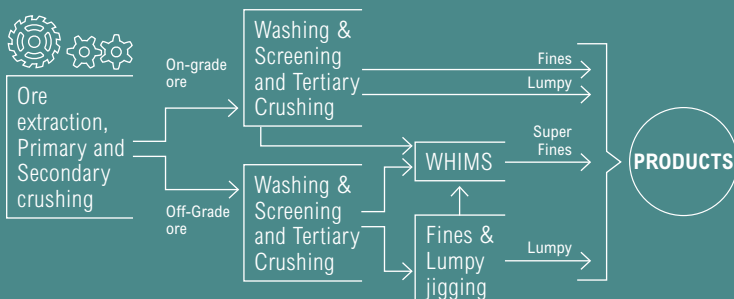 Ore
extraction,
Primary and
Secondary
crushing
On-grade
ore
Off-Grade
ore
Washing &
Screening
and Tertiary
Crushing
Washing &
Screening
and Tertiary
Crushing
WHIMS
Fines &
Lumpy
jigging
Fines
Lumpy
Super
Fines
Lumpy
PRODUCTS